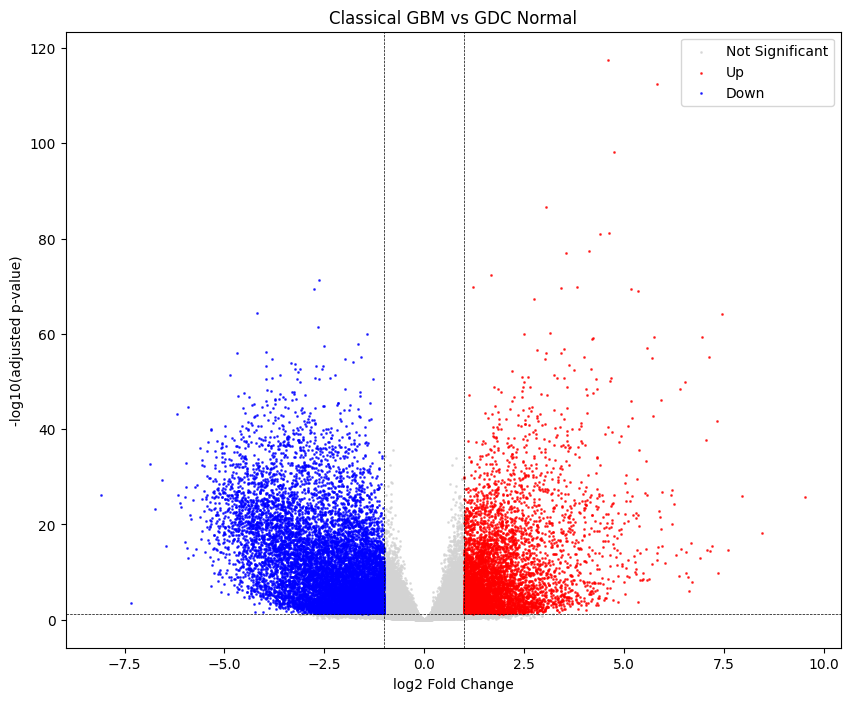 Classical GBM vs GDC Normal
Not Significant
Up
Down
-log10(adjusted p-value)
120
100
80
60
40
20
0
−7.5
−5.0
−2.5
0.0
2.5
5.0
7.5
10.0
log2 Fold Change